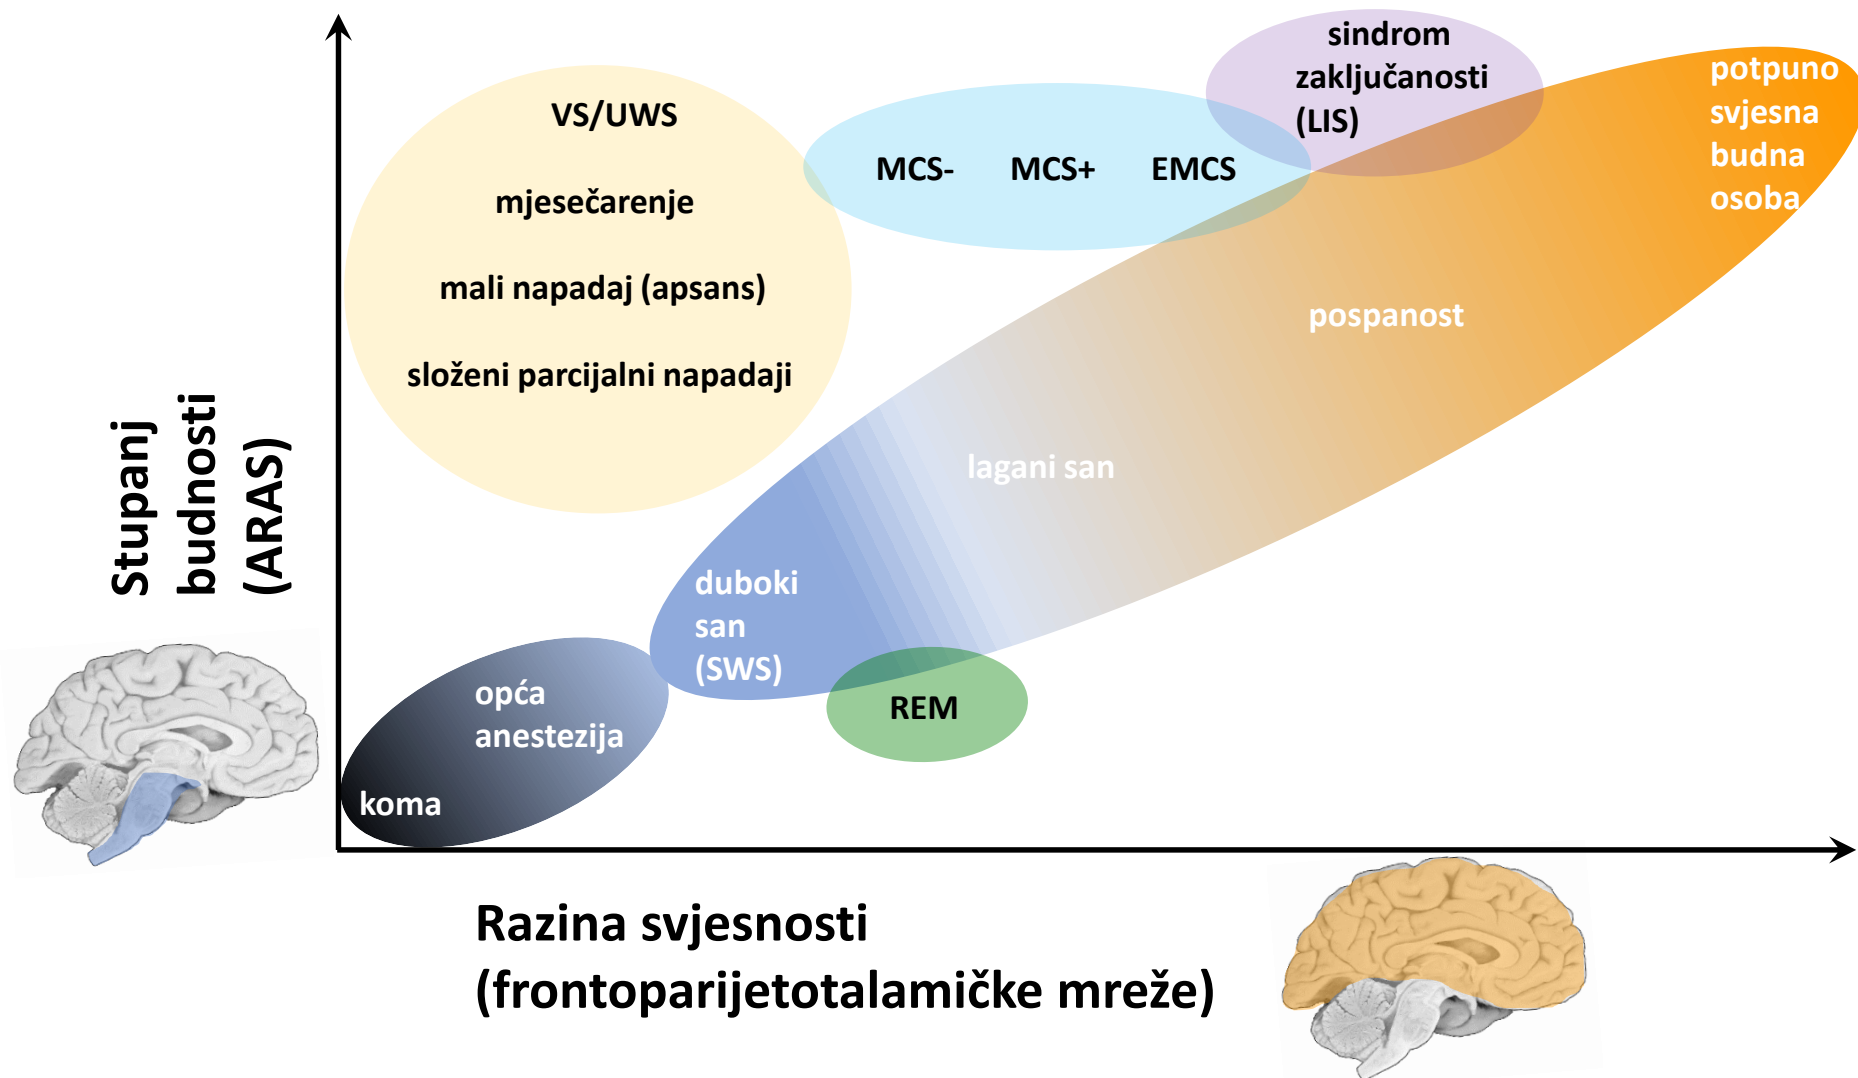 sindrom
zaključanosti
(LIS)
potpuno
svjesna
budna
osoba
VS/UWS
mjesečarenje
mali napadaj (apsans)
složeni parcijalni napadaji
MCS-
MCS+
EMCS
pospanost
lagani san
duboki
san
(SWS)
REM
opća
anestezija
koma
Stupanj
budnosti
(ARAS)
Razina svjesnosti
(frontoparijetotalamičke mreže)